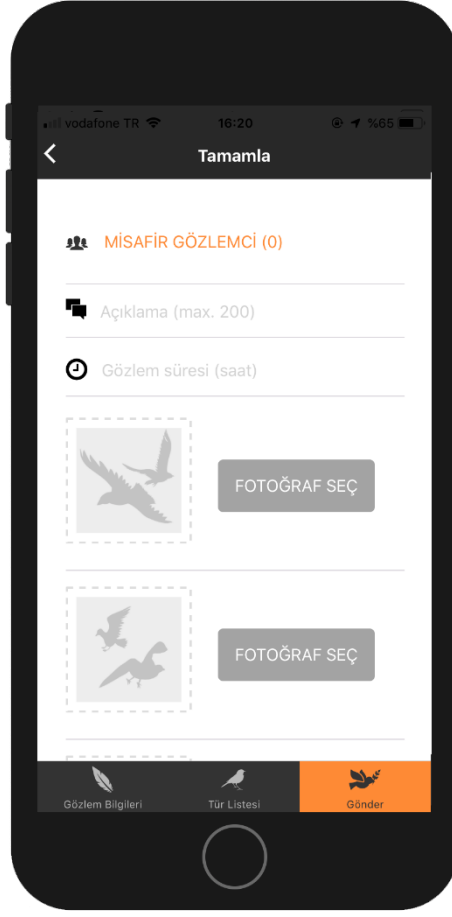 vodafone TR 16:20 %65
Tamamla
MİSAFİR GÖZLEMCİ (0)
Açıklama (max. 200)
Gözlem süresi (saat)
FOTOĞRAF SEÇ
FOTOĞRAF SEÇ
Gözlem Bilgileri Tür Listesi Gönder